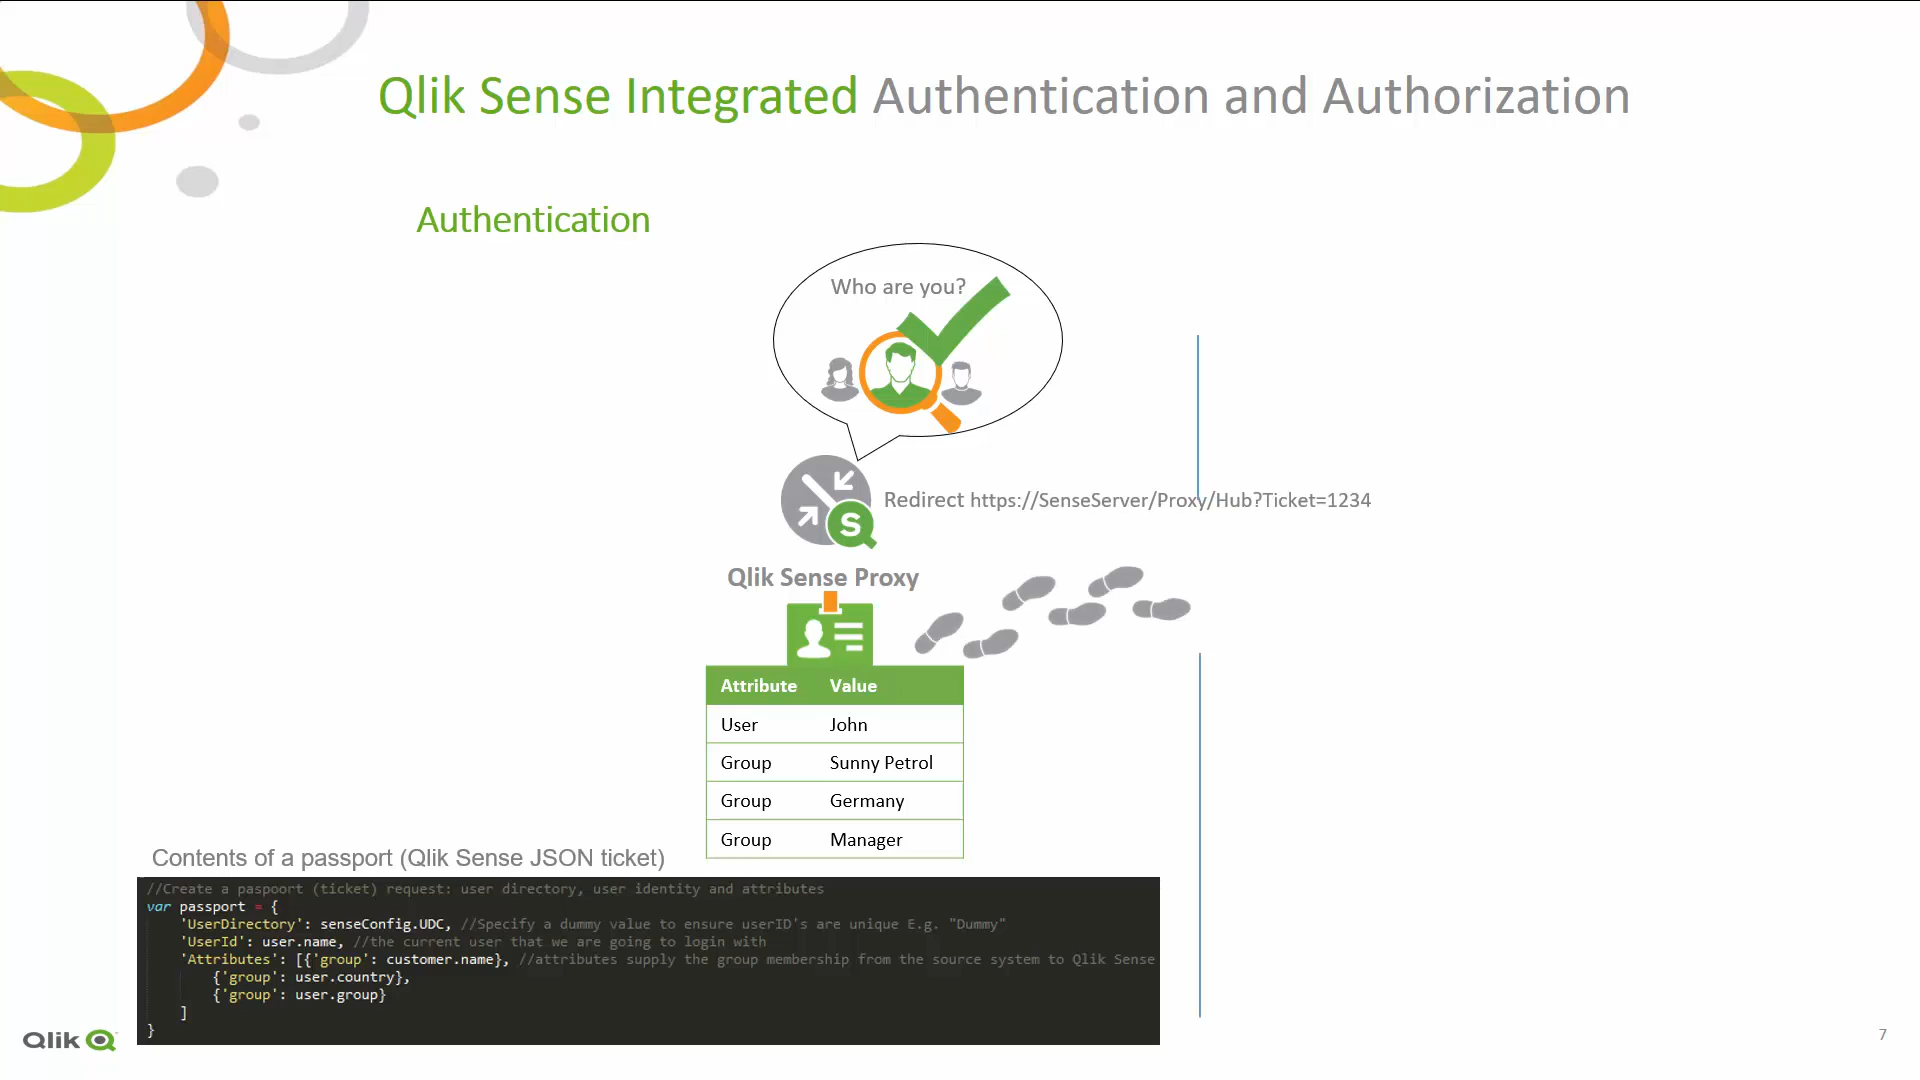 Qlik Sense Integrated Authentication and Authorization
Authentication
Who are you?
S
Redirect https://SenseServer/Proxy/Hub?Ticket=1234
Qlik Sense Proxy
Attribute Value
User John
Group Sunny Petrol
Group Germany
Group Manager
Contents of a passport (Qlik Sense JSON ticket)
//Create a paspoort (ticket) request: user directory, user identity and attributes
var passport = {
'UserDirectory': senseConfig.UDC, //Specify a dummy value to ensure userID's are unique E.g. "Dummy"
'UserId': user.name, //the current user that we are going to login with
'Attributes': [{'group': customer.name}, //attributes supply the group membership from the source system to Qlik Sense
{'group': user.country},
{'group': user.group}
]
}
Qlik
7